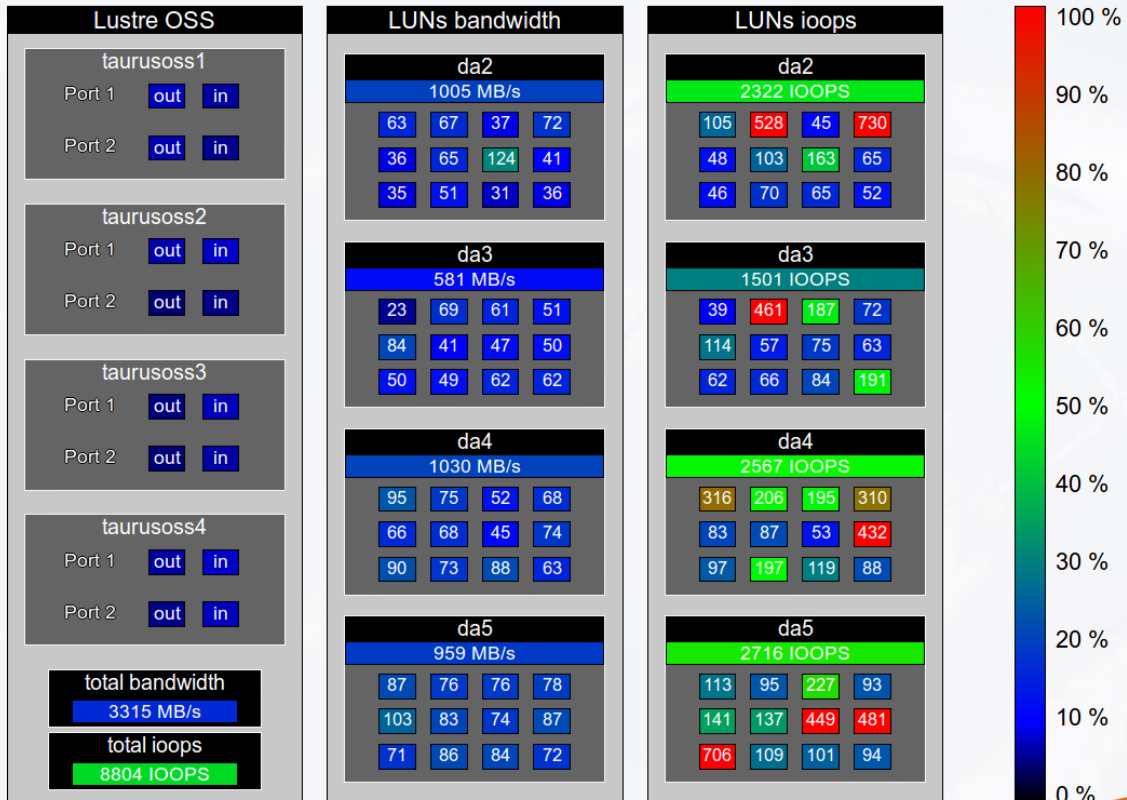 Lustre OSS
taurusoss1
Port 1 out in
Port 2 out in
taurusoss2
Port 1 out in
Port 2 out in
taurusoss3
Port 1 out in
Port 2 out in
taurusoss4
Port 1 out in
Port 2 out in
total bandwidth
3315 MB/s
total ioops
8804 IOOPS
LUNs bandwidth
da2
1005 MB/s
63 67 37 72
36 65 124 41
35 51 31 36
da3
581 MB/s
23 69 61 51
84 41 47 50
50 49 62 62
da4
1030 MB/s
95 75 52 68
66 68 45 74
90 73 88 63
da5
959 MB/s
87 76 76 78
103 83 74 87
71 86 84 72
LUNs ioops
da2
2322 IOOPS
105 528 45 730
48 103 163 65
46 70 65 52
da3
1501 IOOPS
39 461 187 72
114 57 75 63
62 66 84 191
da4
2567 IOOPS
316 206 195 310
83 87 53 432
97 197 119 88
da5
2716 IOOPS
113 95 227 93
141 137 449 481
706 109 101 94
100 %
90 %
80 %
70 %
60 %
50 %
40 %
30 %
20 %
10 %
0 %